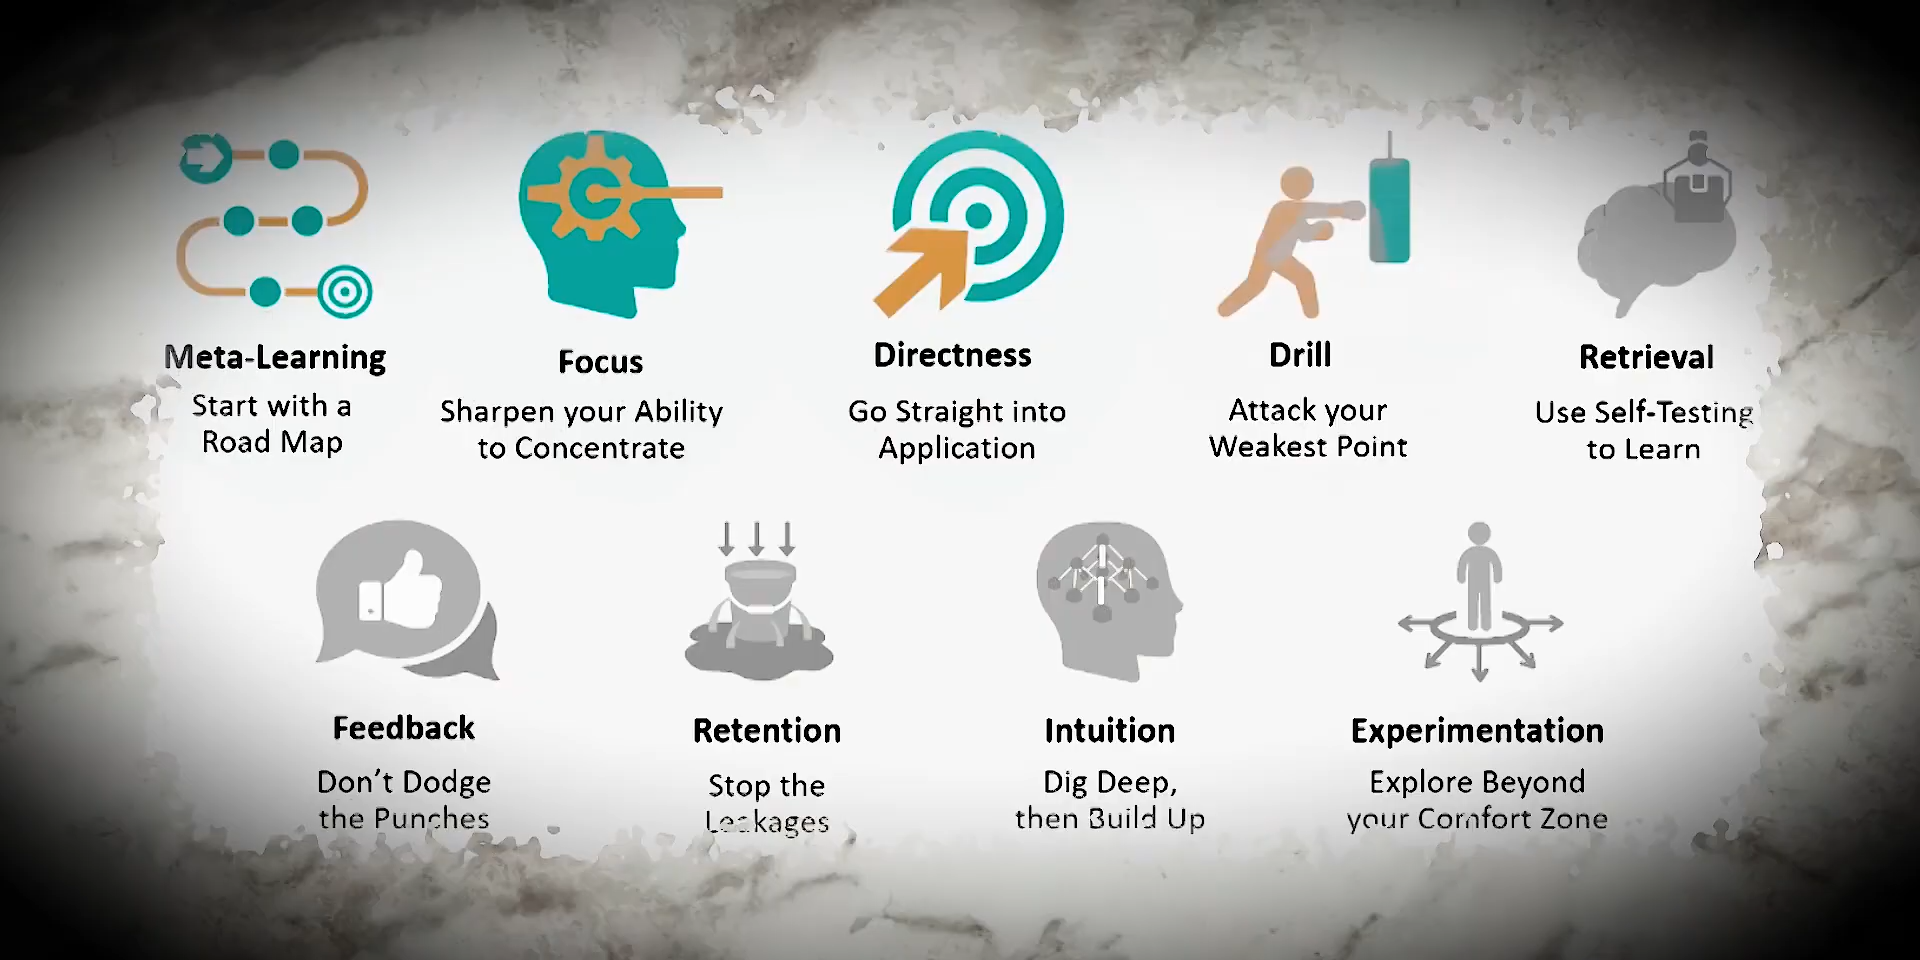 Meta-Learning
Start with a
Road Map
Focus
Sharpen your Ability
to Concentrate
Directness
Go Straight into
Application
Drill
Attack your
Weakest Point
Retrieval
Use Self-Testing
to Learn
Feedback
Don't Dodge
the Punches
Retention
Stop the
Leakages
Intuition
Dig Deep,
then Build Up
Experimentation
Explore Beyond
your Comfort Zone